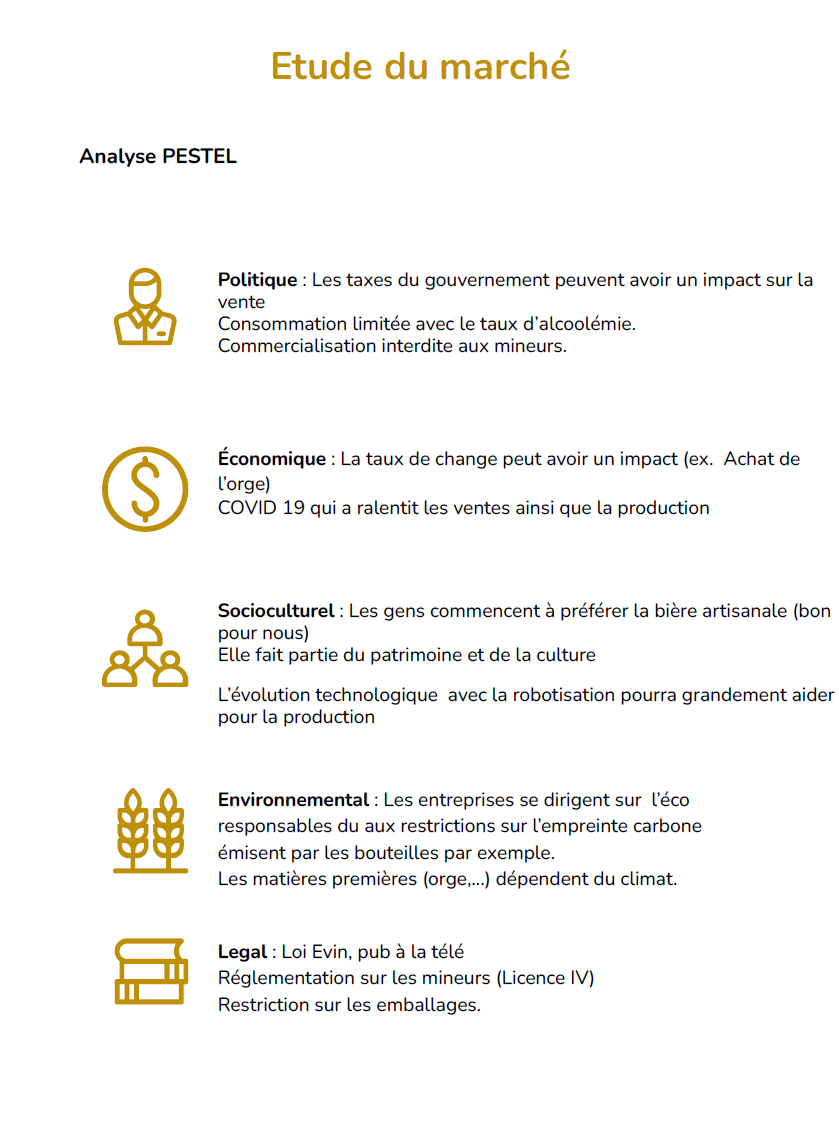 Etude du marché
Analyse PESTEL
Politique : Les taxes du gouvernement peuvent avoir un impact sur la
vente
Consommation limitée avec le taux d'alcoolémie.
Commercialisation interdite aux mineurs.
Économique : La taux de change peut avoir un impact (ex.  Achat de
l'orge)
COVID 19 qui a ralentit les ventes ainsi que la production
Socioculturel : Les gens commencent à préférer la bière artisanale (bon
pour nous)
Elle fait partie du patrimoine et de la culture
L'évolution technologique  avec la robotisation pourra grandement aider
pour la production
Environnemental : Les entreprises se dirigent sur  l'éco
responsables du aux restrictions sur l'empreinte carbone
émisent par les bouteilles par exemple.
Les matières premières (orge,...) dépendent du climat.
Legal : Loi Evin, pub à la télé
Réglementation sur les mineurs (Licence IV)
Restriction sur les emballages.